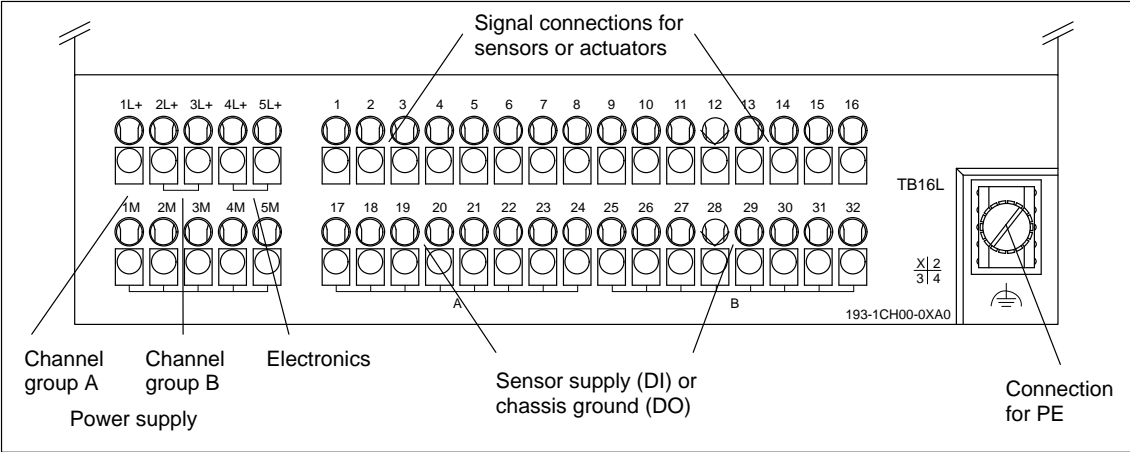 Signal connections for
sensors or actuators
1L+ 2L+ 3L+ 4L+ 5L+ 1 2 3 4 5 6 7 8 9 10 11 12 13 14 15 16
TB16L
1M 2M 3M 4M 5M 17 18 19 20 21 22 23 24 25 26 27 28 29 30 31 32
X 2
3 4
A B
193-1CH00-0XA0
Channel
group A
Channel
group B
Electronics
Power supply
Sensor supply (DI) or
chassis ground (DO)
Connection
for PE